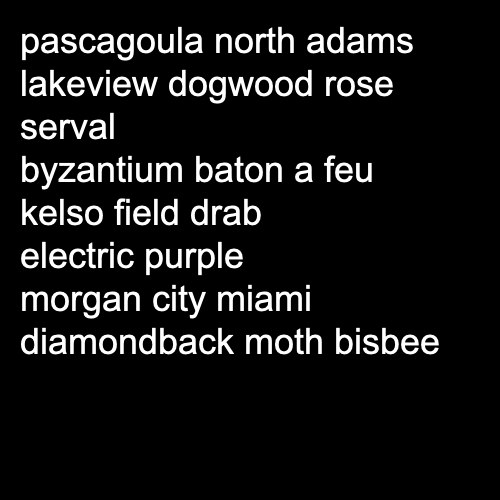 pascagoula north adams
lakeview dogwood rose
serval
byzantium baton a feu
kelso field drab
electric purple
morgan city miami
diamondback moth bisbee